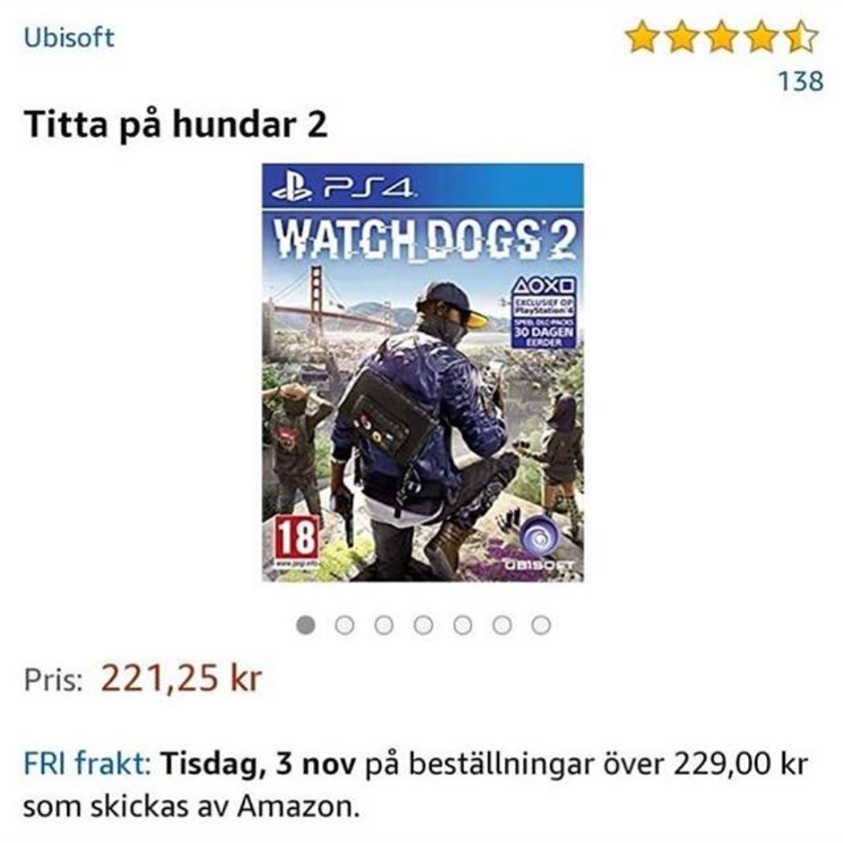 Ubisoft
138
Titta på hundar 2
PS4
WATCH_DOGS 2
EXCLUSIEF OP
PlayStation 4
SPEEL DLC-PACKS
30 DAGEN
EERDER
18
www.pegi.info
UBISOFT
Pris: 221,25 kr
FRI frakt: Tisdag, 3 nov på beställningar över 229,00 kr
som skickas av Amazon.